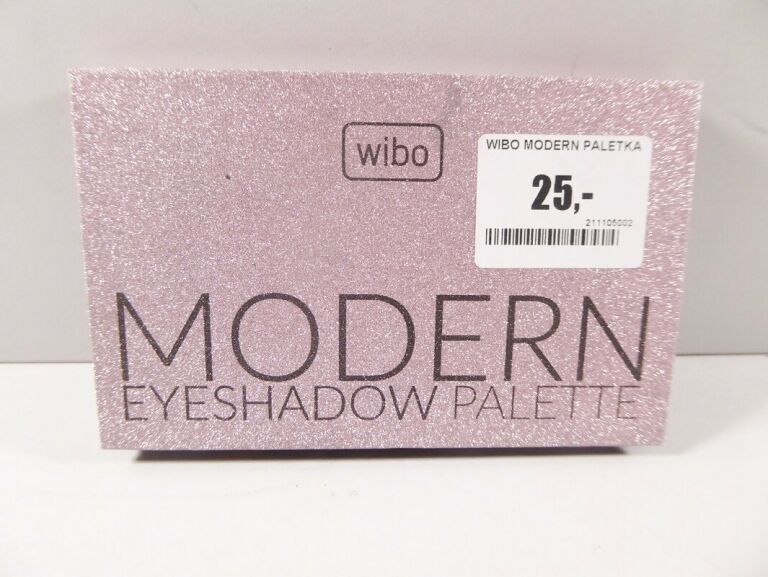 wibo
WIBO MODERN PALETKA
25,-
211105002
MODERN
EYESHADOW PALETTE